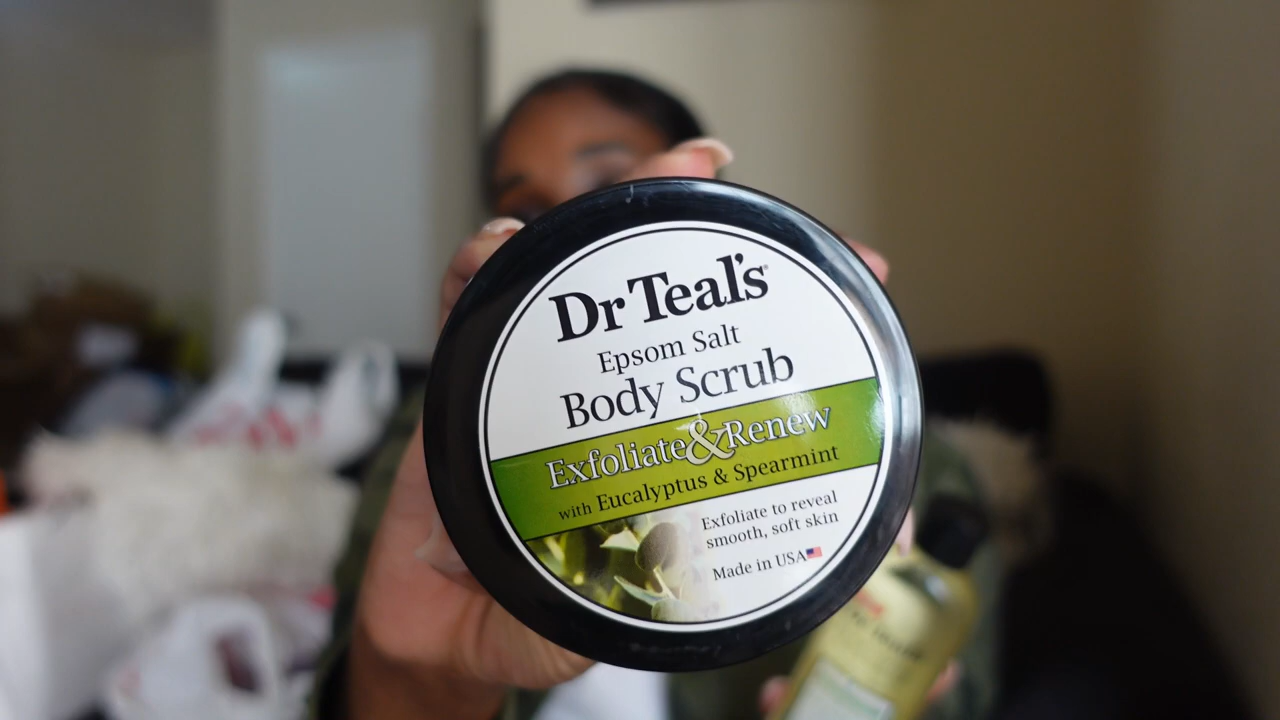 Dr Teal's
Epsom Salt
Body Scrub
Exfoliate & Renew
with Eucalyptus & Spearmint
Exfoliate to reveal
smooth, soft skin
Made in USA